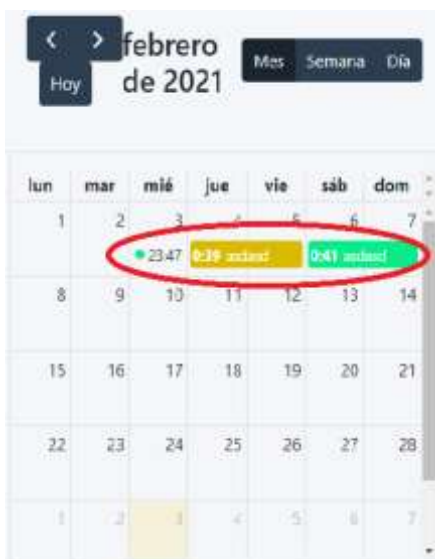 < >
febrero de 2021
Hoy
Mes Semana Día
lun mar mié jue vie sáb dom
1 2 3 4 5 6 7
23:47 0:39 0:41
8 9 10 11 12 13 14
15 16 17 18 19 20 21
22 23 24 25 26 27 28
1 2 3 4 5 6 7